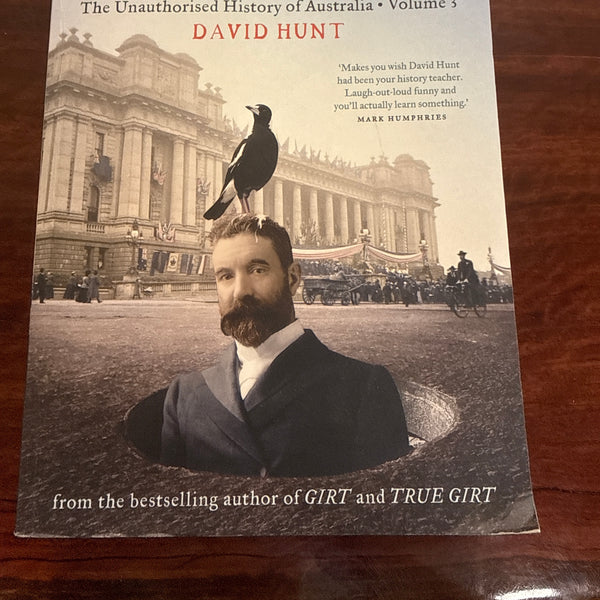 The Unauthorised History of Australia • Volume 3
DAVID HUNT
‘Makes you wish David Hunt
had been your history teacher.
Laugh-out-loud funny and
you’ll actually learn something.’
MARK HUMPHRIES
from the bestselling author of GIRT and TRUE GIRT